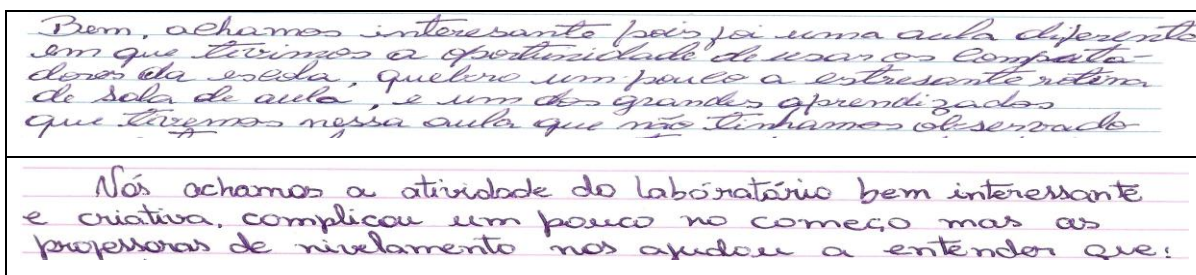 Bem, achamos interesante pois foi uma aula diferente
em que tivimos a oportunidade de usar os computa-
dores da escola, quebro um pouco a estresante rotina
de sala de aula, e um dos grandes aprendizados
que tivemos nessa aula que não tinhamos observado
Nós achamos a atividade do laboratório bem interessante
e criativa, complicou um pouco no começo mas as
professoras de nivelamento nos ajudou a entender que: